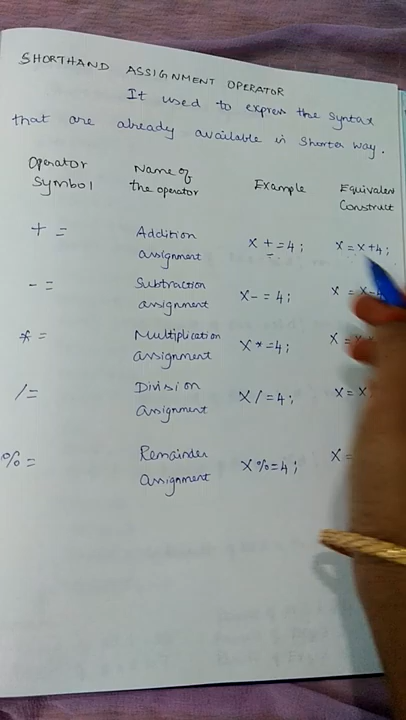 SHORTHAND ASSIGNMENT OPERATOR
It used to express the syntax
that are already available in shorter way.
Operator Symbol Name of the operator Example Equivalent Construct
+= Addition assignment X +=4; X=X+4;
-= Subtraction assignment X-=4; X = X-4
*= Multiplication assignment X*=4; X =
/= Division assignment X/=4; X=X
%= Remainder assignment X%=4; X=